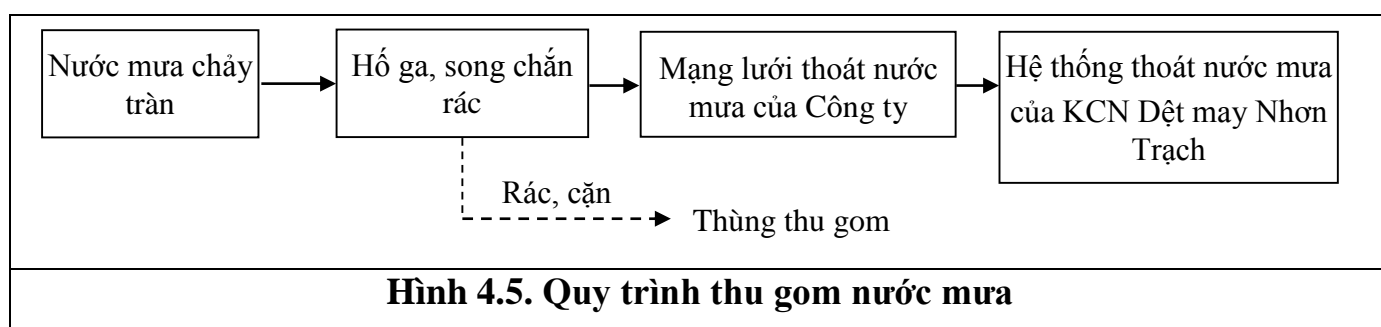 Nước mưa chảy
tràn
Hố ga, song chắn
rác
Mạng lưới thoát nước
mưa của Công ty
Hệ thống thoát nước mưa
của KCN Dệt may Nhơn
Trạch
Rác, cặn
Thùng thu gom
Hình 4.5. Quy trình thu gom nước mưa